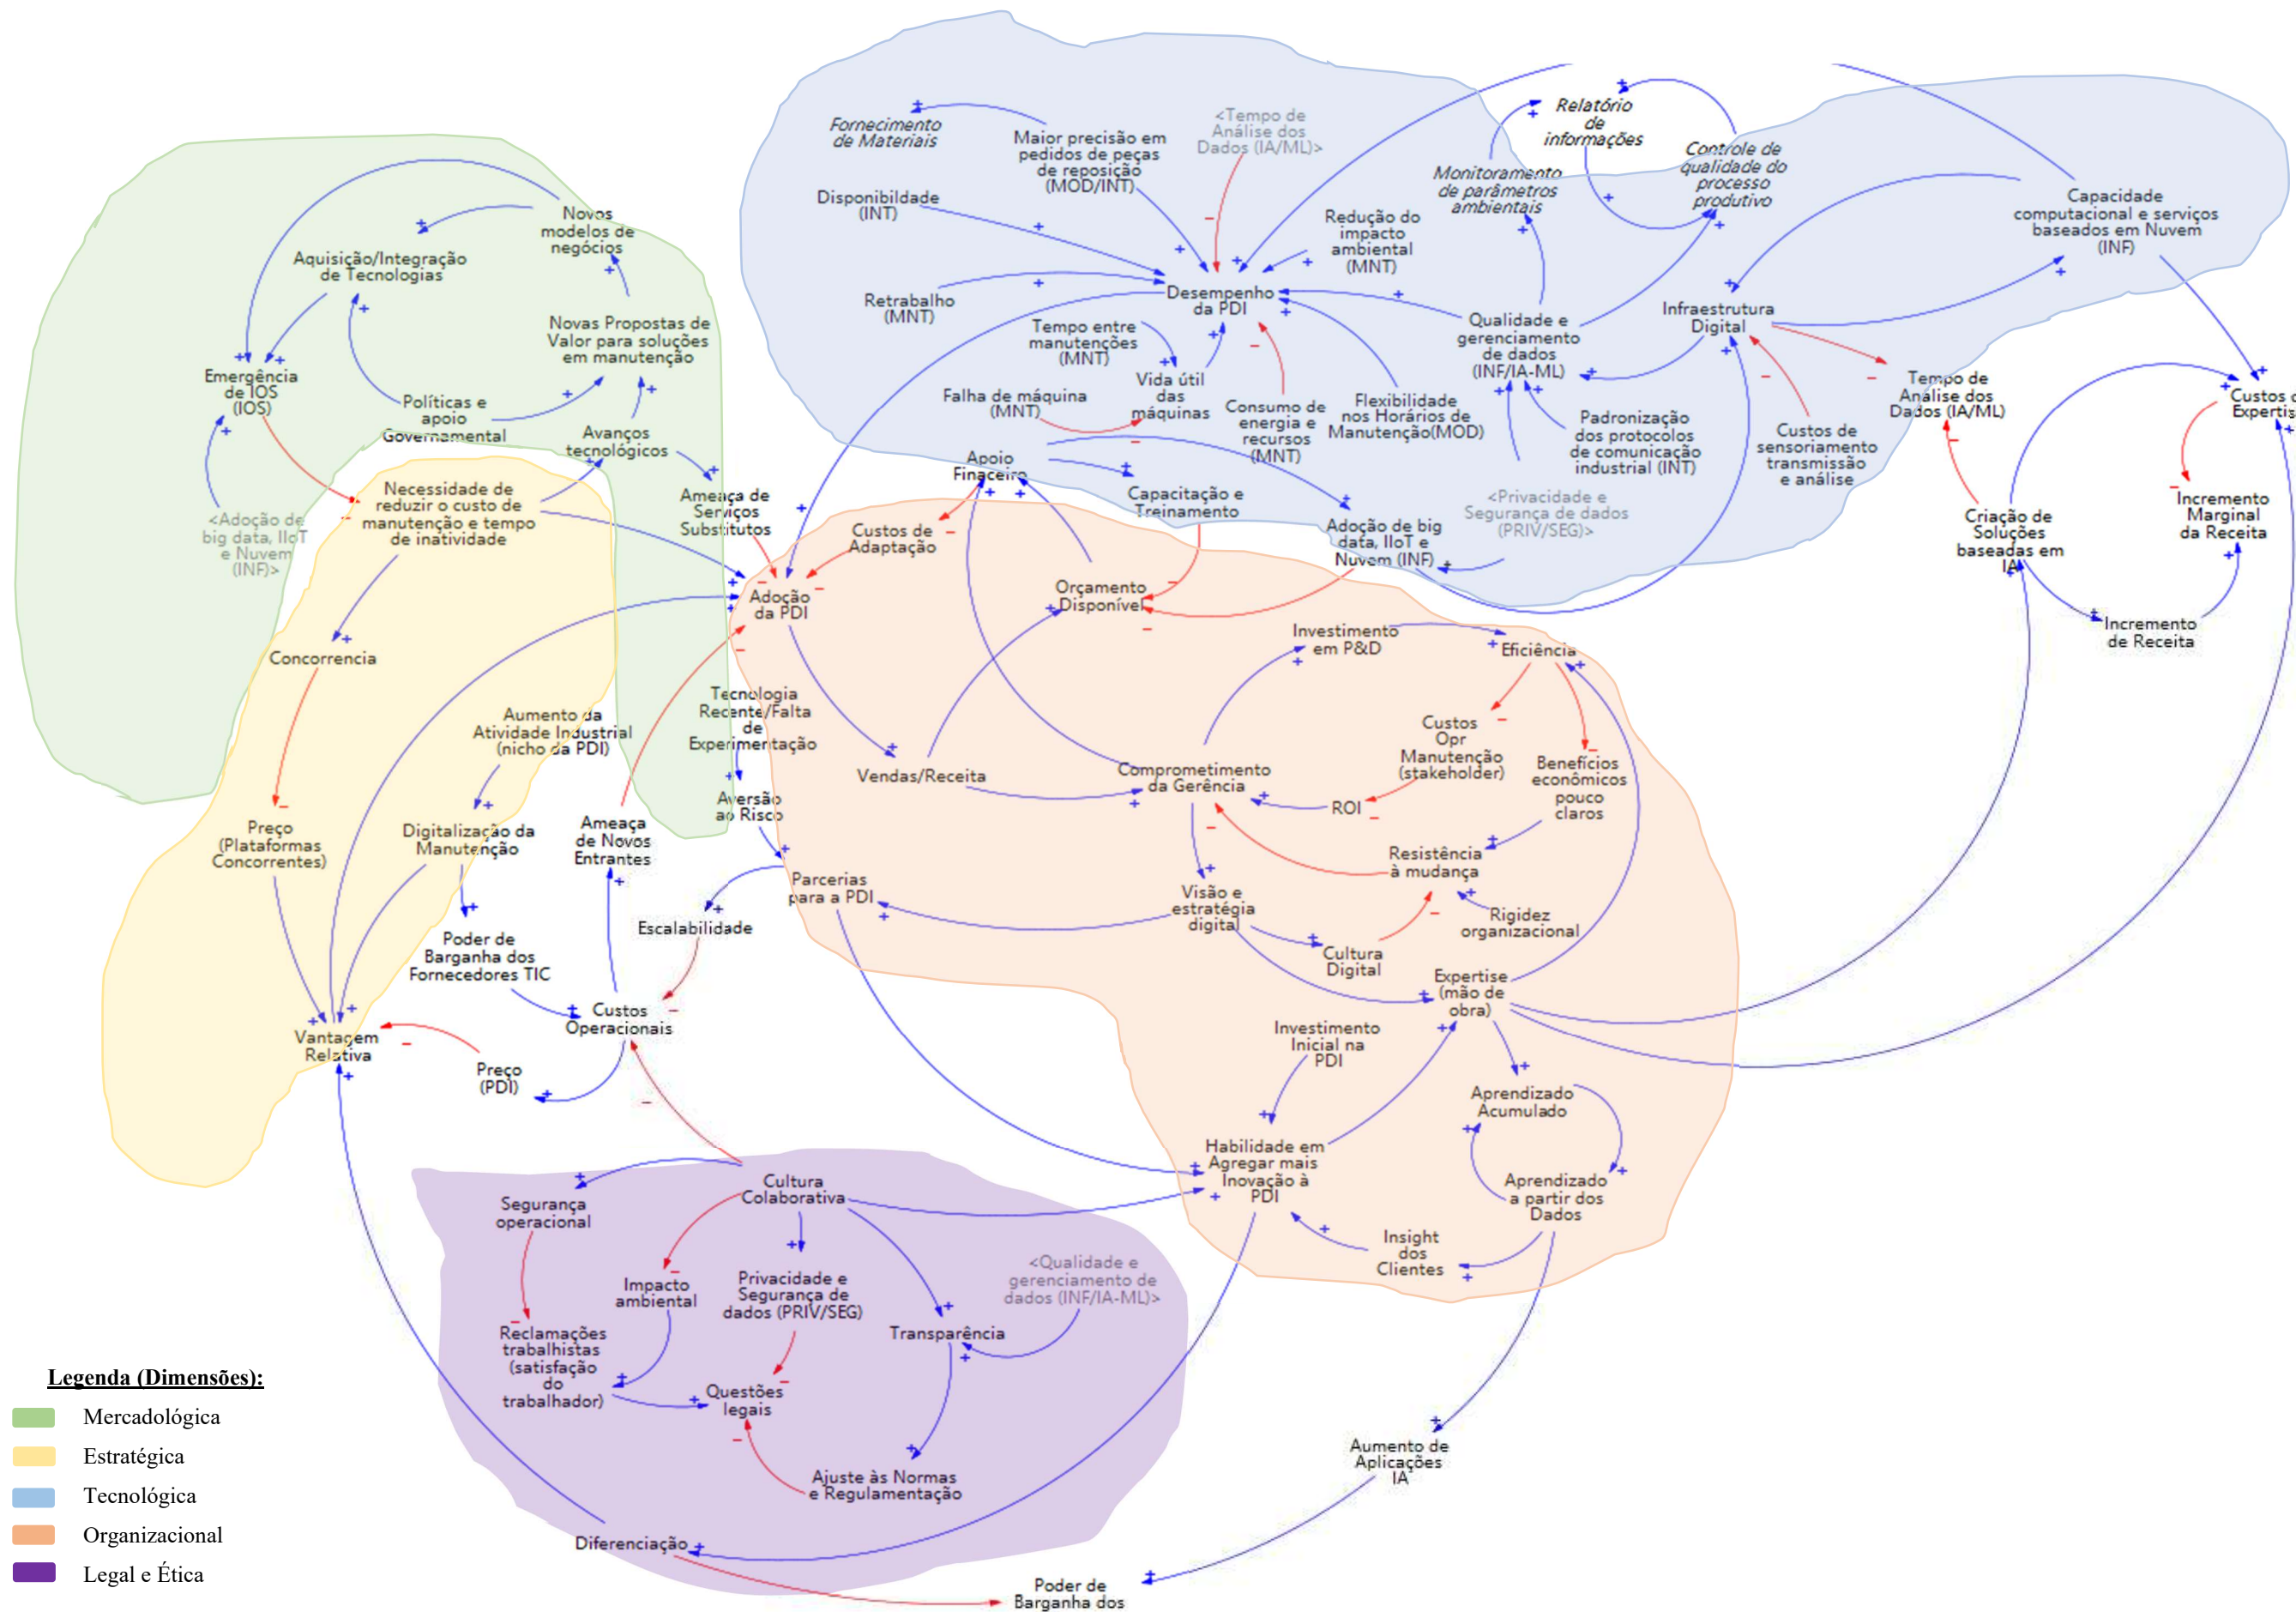 Fornecimento
de Materiais
Maior precisão em
pedidos de peças
de reposição
(MOD/INT)
<Tempo de
Análise dos
Dados (IA/ML)>
Relatório
de
informações
Controle de
qualidade do
processo
produtivo
Monitoramento
de parâmetros
ambientais
Disponibildade
(INT)
Redução do
impacto
ambiental
(MNT)
Capacidade
computacional e serviços
baseados em Nuvem
(INF)
Novos
modelos de
negócios
Aquisição/Integração
de Tecnologias
Retrabalho
(MNT)
Desempenho
da PDI
Infraestrutura
Digital
Qualidade e
gerenciamento
de dados
(INF/IA-ML)
Novas Propostas de
Valor para soluções
em manutenção
Tempo entre
manutenções
(MNT)
Emergência
de IOS
(IOS)
Vida útil
das
máquinas
Falha de máquina
(MNT)
Consumo de
energia e
recursos
(MNT)
Flexibilidade
nos Horários de
Manutenção(MOD)
Padronização
dos protocolos
de comunicação
industrial (INT)
Custos de
sensoriamento
transmissão
e análise
Tempo de
Análise dos
Dados (IA/ML)
Custos
Expertis
Políticas e
apoio
Governamental
Avanços
tecnológicos
Apoio
Finaceiro
Capacitação e
Treinamento
<Privacidade e
Segurança de dados
(PRIV/SEG)>
Incremento
Marginal
da Receita
Necessidade de
reduzir o custo de
manutenção e tempo
de inatividade
Ameaça de
Serviços
Substitutos
<Adoção de
big data, IIoT
e Nuvem
(INF)>
Custos de
Adaptação
Adoção de big
data, IIoT e
Nuvem (INF)
Criação de
Soluções
baseadas em
IA
Adoção
da PDI
Orçamento
Disponível
Incremento
de Receita
Concorrencia
Investimento
em P&D
Eficiência
Tecnologia
Recente/Falta
de
Experimentação
Aumento da
Atividade Industrial
(nicho da PDI)
Custos
Opr
Manutenção
(stakeholder)
Benefícios
econômicos
pouco
claros
Vendas/Receita
Comprometimento
da Gerência
ROI
Aversão
ao Risco
Preço
(Plataformas
Concorrentes)
Digitalização da
Manutenção
Ameaça
de Novos
Entrantes
Resistência
à mudança
Parcerias
para a PDI
Visão e
estratégia
digital
Rigidez
organizacional
Escalabilidade
Poder de
Barganha dos
Fornecedores TIC
Cultura
Digital
Expertise
(mão de
obra)
Custos
Operacionais
Vantagem
Relativa
Investimento
Inicial na
PDI
Preço
(PDI)
Aprendizado
Acumulado
Habilidade em
Agregar mais
Inovação à
PDI
Cultura
Colaborativa
Segurança
operacional
Aprendizado
a partir dos
Dados
Insight
dos
Clientes
Impacto
ambiental
Privacidade e
Segurança de
dados (PRIV/SEG)
<Qualidade e
gerenciamento de
dados (INF/IA-ML)>
Reclamações
trabalhistas
(satisfação
do
trabalhador)
Transparência
Questões
legais
Ajuste às Normas
e Regulamentação
Aumento de
Aplicações
IA
Diferenciação
Poder de
Barganha dos
Legenda (Dimensões):
Mercadológica
Estratégica
Tecnológica
Organizacional
Legal e Ética